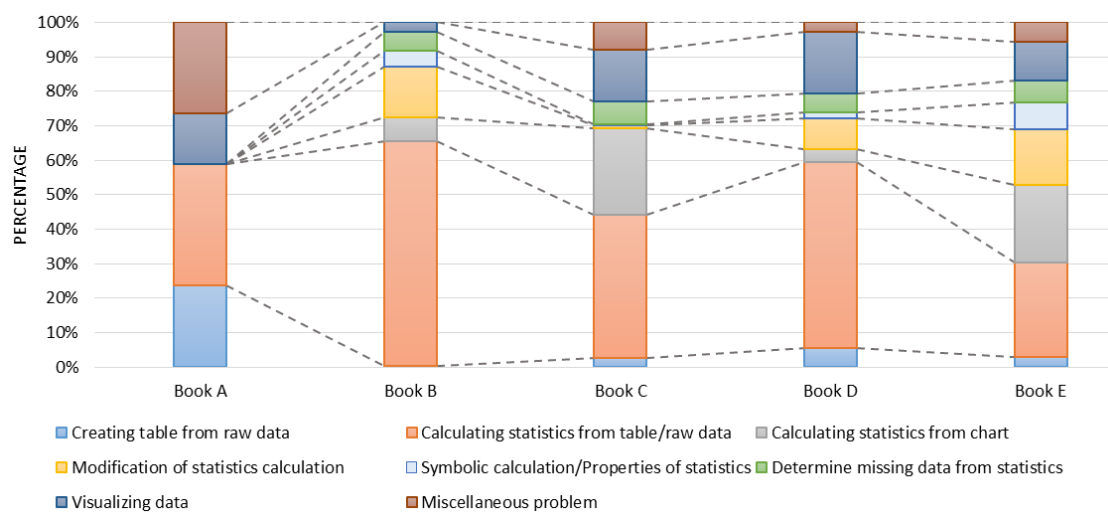 100%
90%
80%
70%
60%
50%
40%
30%
20%
10%
0%
PERCENTAGE
Book A Book B Book C Book D Book E
Creating table from raw data Calculating statistics from table/raw data Calculating statistics from chart
Modification of statistics calculation Symbolic calculation/Properties of statistics Determine missing data from statistics
Visualizing data Miscellaneous problem